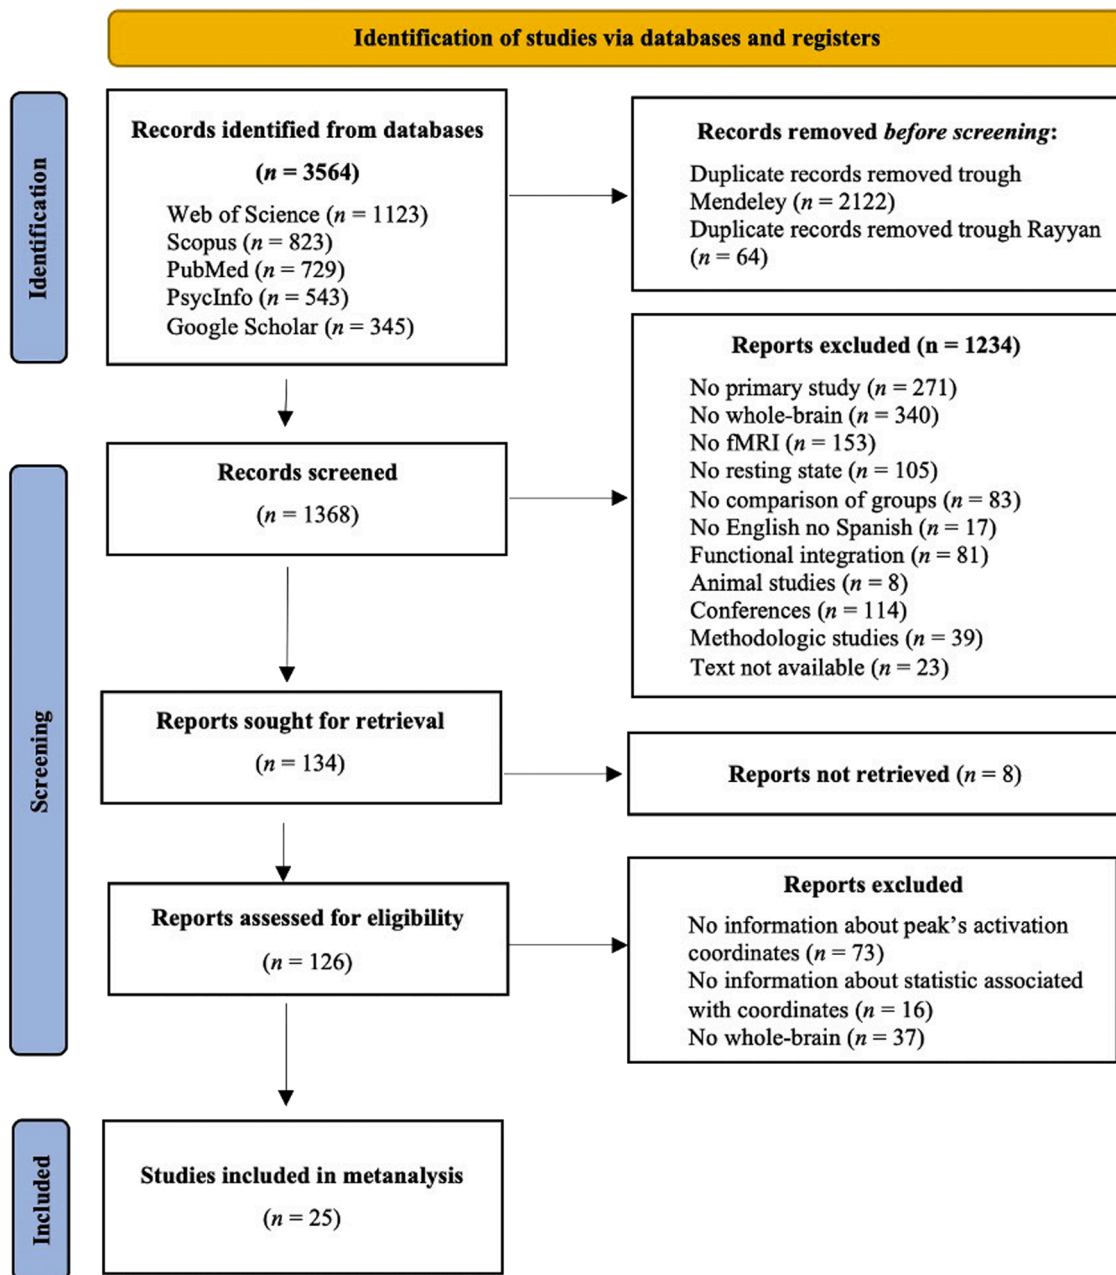 Identification of studies via databases and registers
Identification
Records identified from databases
(n = 3564)
Web of Science (n = 1123)
Scopus (n = 823)
PubMed (n = 729)
PsycInfo (n = 543)
Google Scholar (n = 345)
Records removed before screening:
Duplicate records removed trough
Mendeley (n = 2122)
Duplicate records removed trough Rayyan
(n = 64)
Screening
Records screened
(n = 1368)
Reports excluded (n = 1234)
No primary study (n = 271)
No whole-brain (n = 340)
No fMRI (n = 153)
No resting state (n = 105)
No comparison of groups (n = 83)
No English no Spanish (n = 17)
Functional integration (n = 81)
Animal studies (n = 8)
Conferences (n = 114)
Methodologic studies (n = 39)
Text not available (n = 23)
Reports sought for retrieval
(n = 134)
Reports not retrieved (n = 8)
Reports assessed for eligibility
(n = 126)
Reports excluded
No information about peak's activation
coordinates (n = 73)
No information about statistic associated
with coordinates (n = 16)
No whole-brain (n = 37)
Included
Studies included in metanalysis
(n = 25)